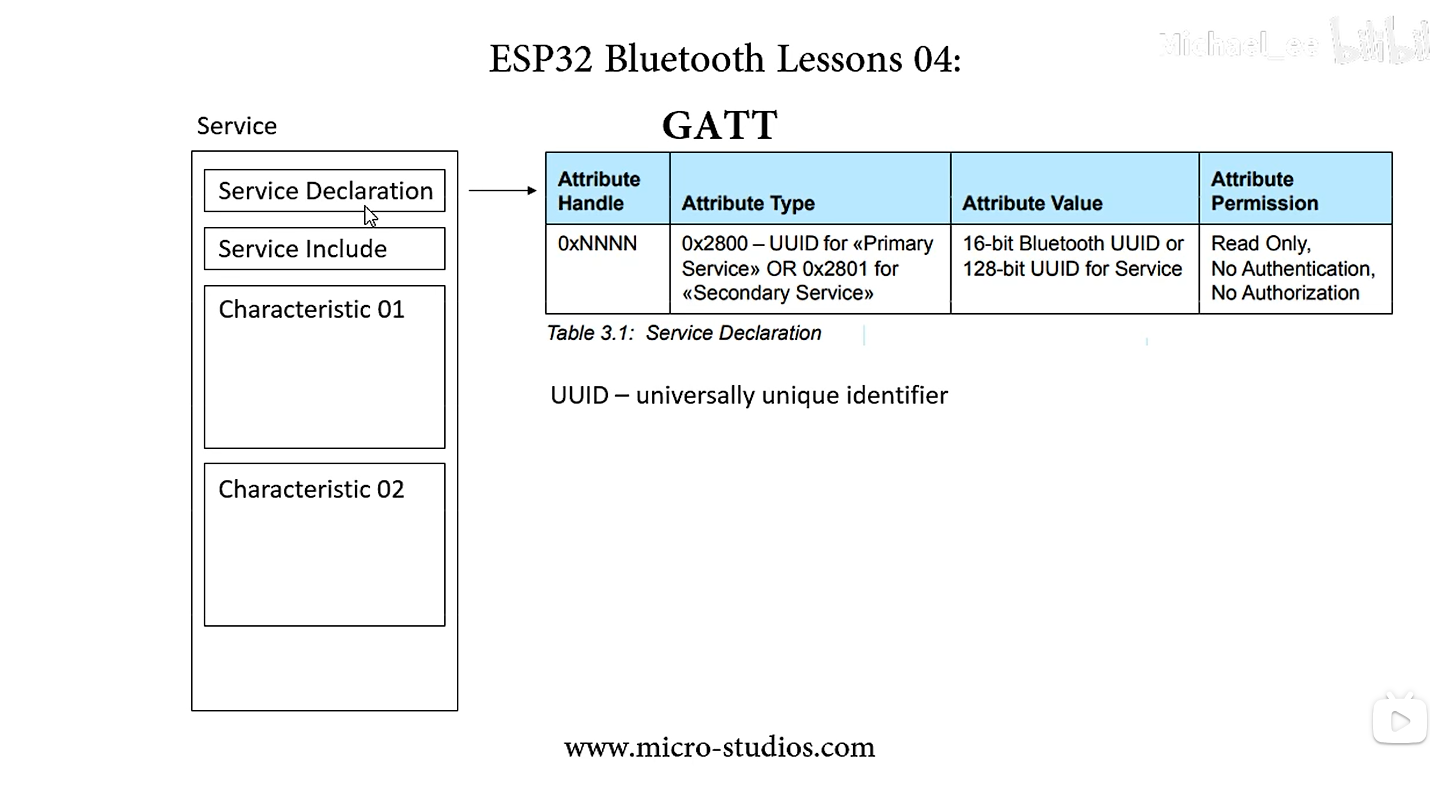 Michael_ee bilibili
ESP32 Bluetooth Lessons 04:
GATT
Service
Service Declaration
Service Include
Characteristic 01
Characteristic 02
Attribute Handle
Attribute Type
Attribute Value
Attribute Permission
0xNNNN
0x2800 – UUID for «Primary
Service» OR 0x2801 for
«Secondary Service»
16-bit Bluetooth UUID or
128-bit UUID for Service
Read Only,
No Authentication,
No Authorization
Table 3.1: Service Declaration
UUID – universally unique identifier
www.micro-studios.com